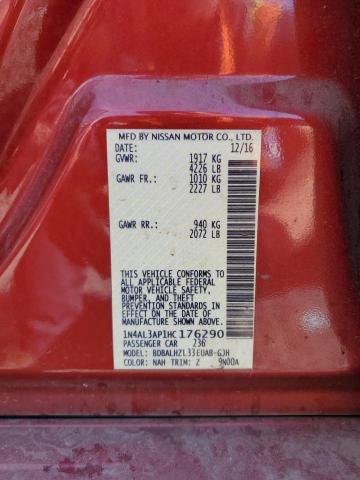 MFD BY NISSAN MOTOR CO., LTD.
DATE: 12/16
GVWR: 1917 KG
4226 LB
GAWR FR.: 1010 KG
2227 LB
GAWR RR.: 940 KG
2072 LB
THIS VEHICLE CONFORMS TO
ALL APPLICABLE FEDERAL
MOTOR VEHICLE SAFETY,
BUMPER, AND THEFT
PREVENTION STANDARDS IN
EFFECT ON THE DATE OF
MANUFACTURE SHOWN ABOVE.
1N4AL3AP1HC176290
PASSENGER CAR 236
MODEL: BDBALHZL33EUAB-GJH
COLOR: NAH TRIM: Z 9N00A